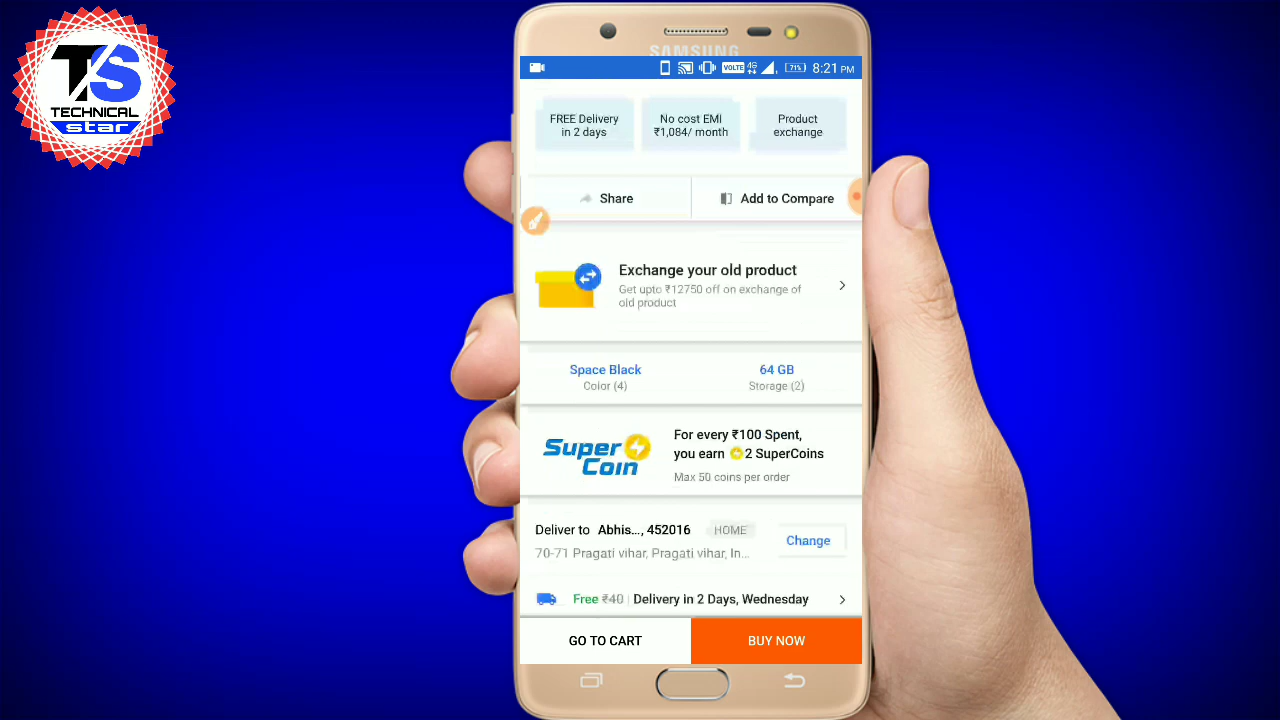 TS
TECHNICAL
star
SAMSUNG
VOLTE 4G 71% 8:21 PM
FREE Delivery
in 2 days
No cost EMI
₹1,084/ month
Product
exchange
Share
Add to Compare
Exchange your old product
Get upto ₹12750 off on exchange of
old product
Space Black
Color (4)
64 GB
Storage (2)
Super
Coin
For every ₹100 Spent,
you earn 2 SuperCoins
Max 50 coins per order
Deliver to Abhis..., 452016 HOME
70-71 Pragati vihar, Pragati vihar, In...
Change
Free ₹40 Delivery in 2 Days, Wednesday
GO TO CART
BUY NOW